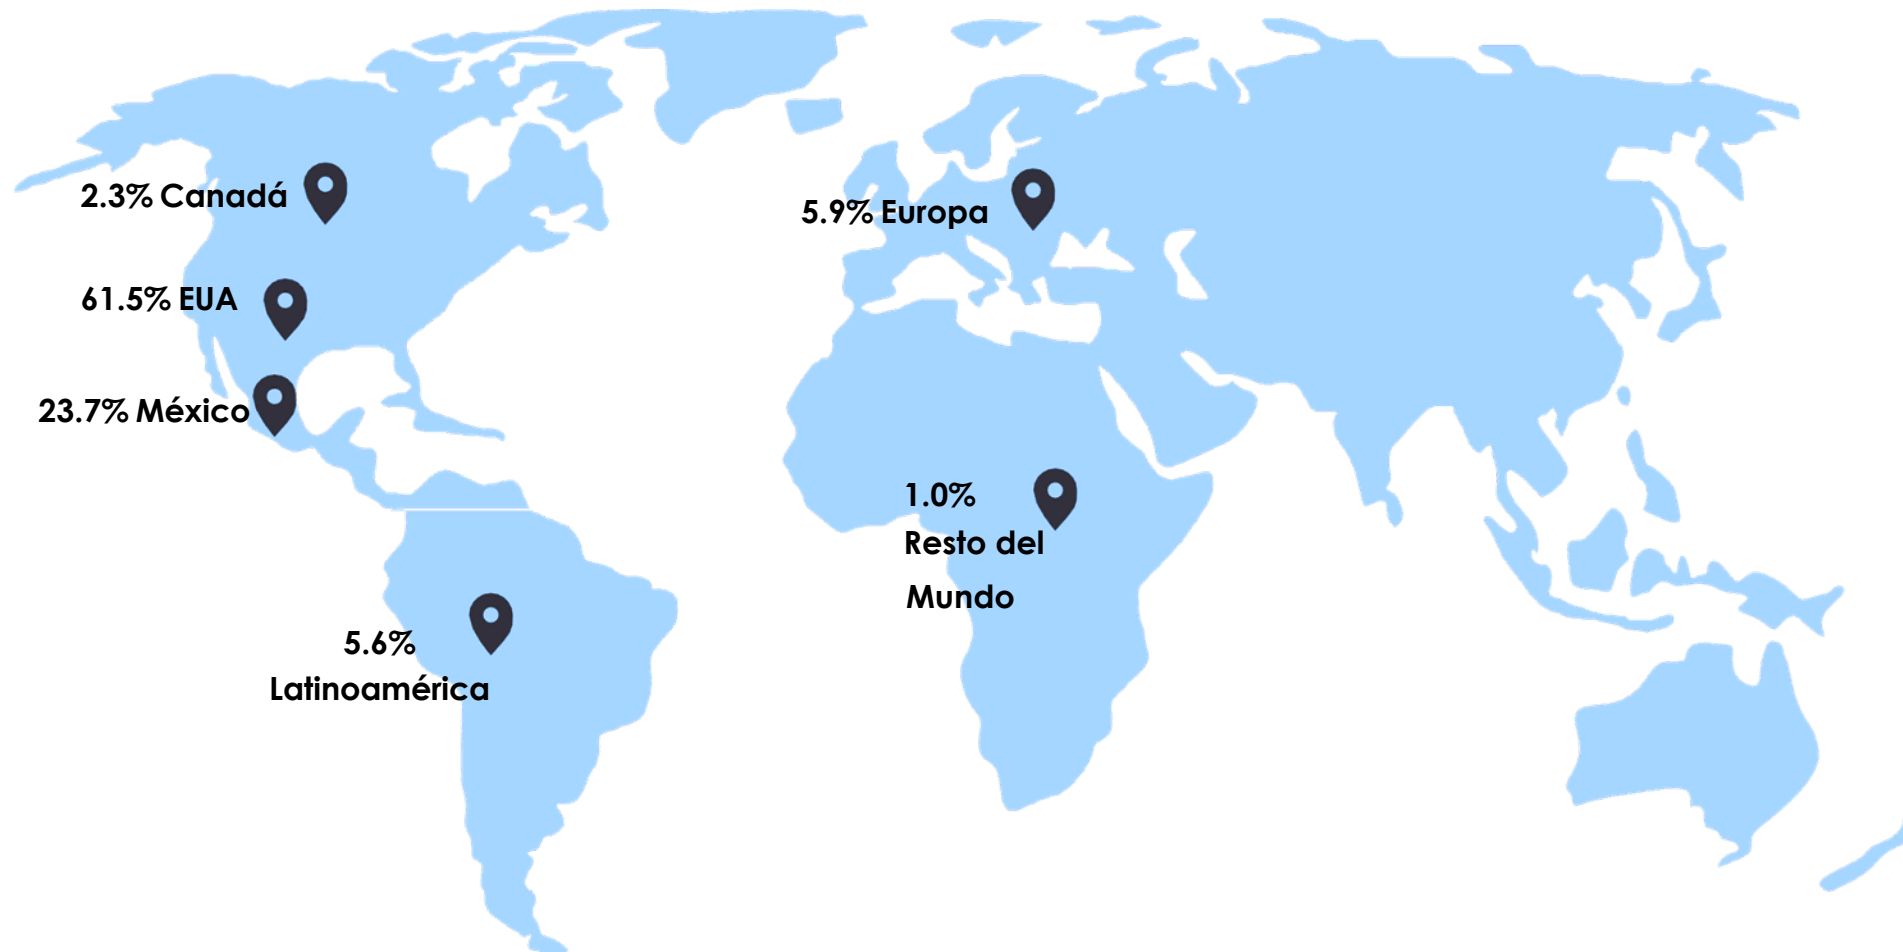 2.3% Canadá
5.9% Europa
61.5% EUA
23.7% México
1.0%
Resto del
Mundo
5.6%
Latinoamérica